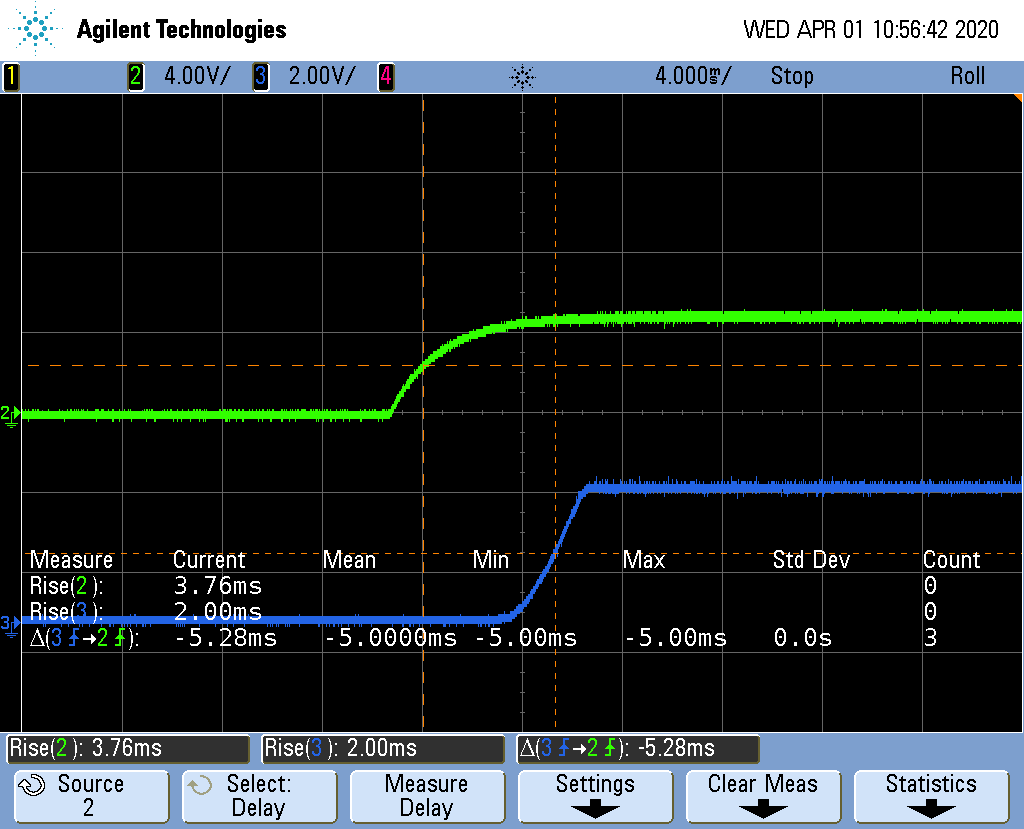 Agilent Technologies WED APR 01 10:56:42 2020
1 2 4.00V/ 3 2.00V/ 4 4.000ms/ Stop Roll
2
Measure Current Mean Min Max Std Dev Count
Rise(2): 3.76ms 0
Rise(3): 2.00ms 0
3 Δ(3→2): -5.28ms -5.0000ms -5.00ms -5.00ms 0.0s 3
Rise(2): 3.76ms Rise(3): 2.00ms Δ(3→2): -5.28ms
Source Select: Measure Settings Clear Meas Statistics
2 Delay Delay